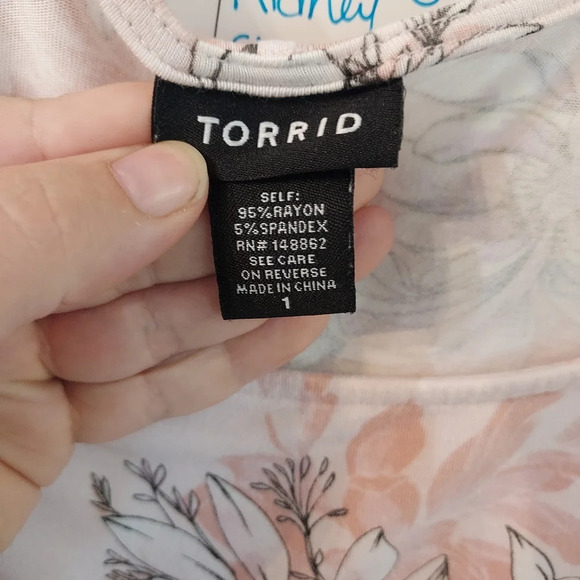 TORRID
SELF:
95%RAYON
5%SPANDEX
RN# 148862
SEE CARE
ON REVERSE
MADE IN CHINA
1